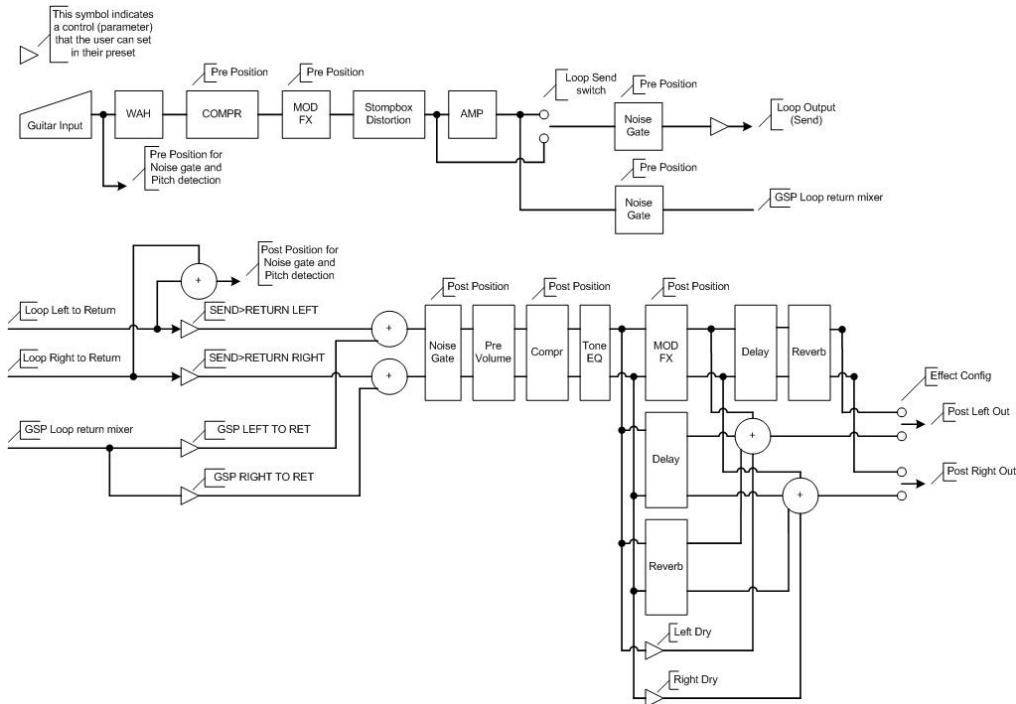 This symbol indicates
a control (parameter)
that the user can set
in their preset
Pre Position
Pre Position
Loop Send
switch
Pre Position
Guitar Input
WAH
COMPR
MOD
FX
Stompbox
Distortion
AMP
Noise
Gate
Loop Output
(Send)
Pre Position for
Noise gate and
Pitch detection
Pre Position
Noise
Gate
GSP Loop return mixer
Post Position for
Noise gate and
Pitch detection
+
Loop Left to Return
SEND>RETURN LEFT
+
Post Position
Post Position
Post Position
Loop Right to Return
SEND>RETURN RIGHT
+
Noise
Gate
Pre
Volume
Compr
Tone
EQ
MOD
FX
Delay
Reverb
Effect Config
Post Left Out
GSP Loop return mixer
GSP LEFT TO RET
+
Delay
GSP RIGHT TO RET
Post Right Out
+
Reverb
Left Dry
Right Dry